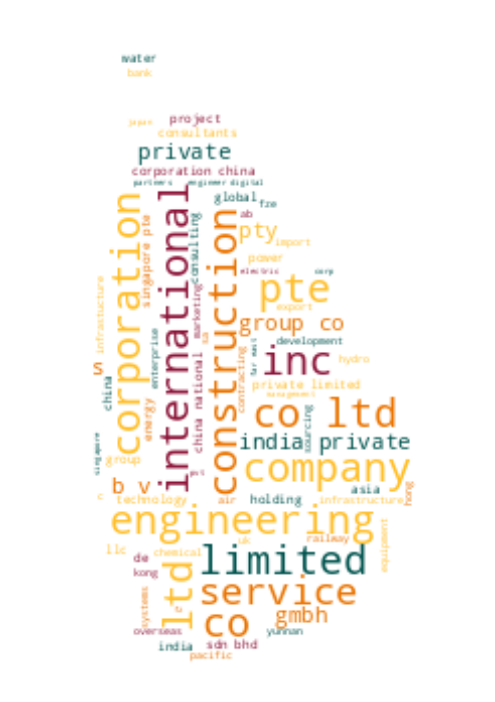 water
bank
japan
project
consultants
private
corporation china
partners
engineer
digital
global
fze
ab
corporation
international
construction
consulting
singapore pte
pty
import
power
electric
corp
infrastructure
marketing
pte
export
group co
development
enterprise
sa
far east
inc
hydro
s
china
china national
contracting
private limited
management
energy
co ltd
sourcing
india
private
singapore
group
company
b v
pvt
asia
hong
c
technology
air
holding
infrastructure
engineering
uk
railway
equipment
llc
de
chemical
limited
kong
ltd
service
systems
co
gmbh
overseas
yunnan
india
sdn bhd
pacific